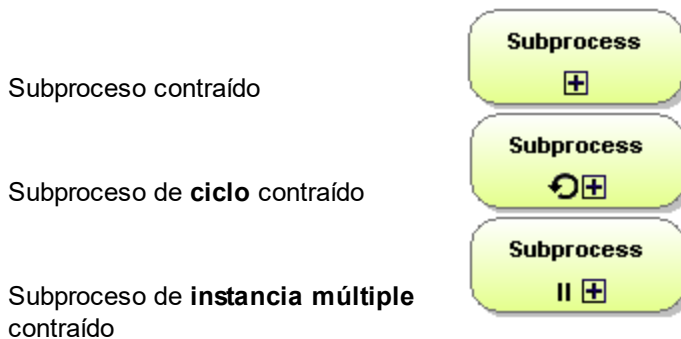 Subprocess
Subproceso contraído
Subprocess
Subproceso de ciclo contraído
Subprocess
Subproceso de instancia múltiple
contraído